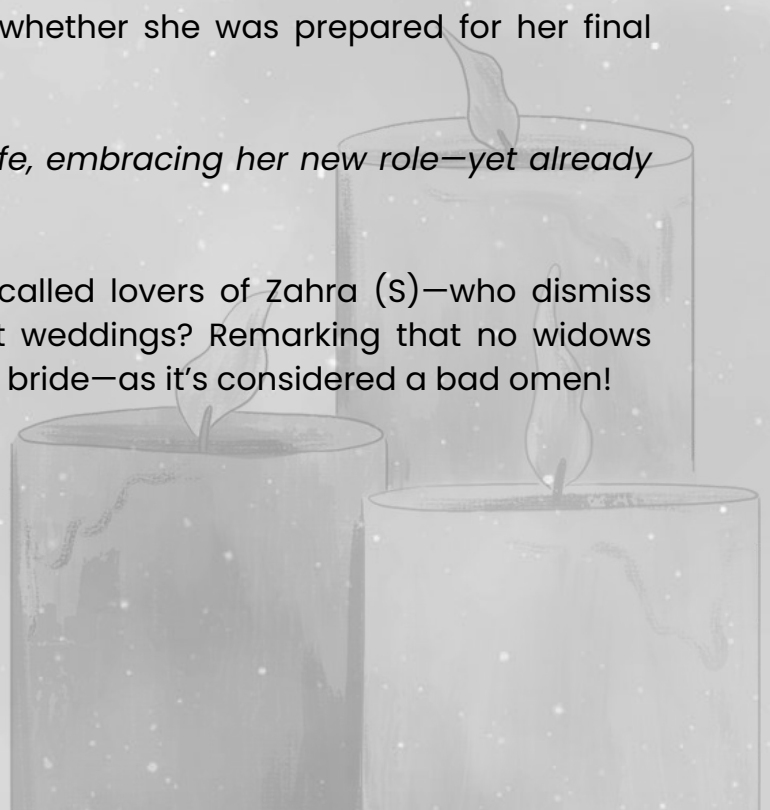 whether she was prepared for her final
fe, embracing her new role—yet already
called lovers of Zahra (S)—who dismiss
t weddings? Remarking that no widows
bride—as it’s considered a bad omen!